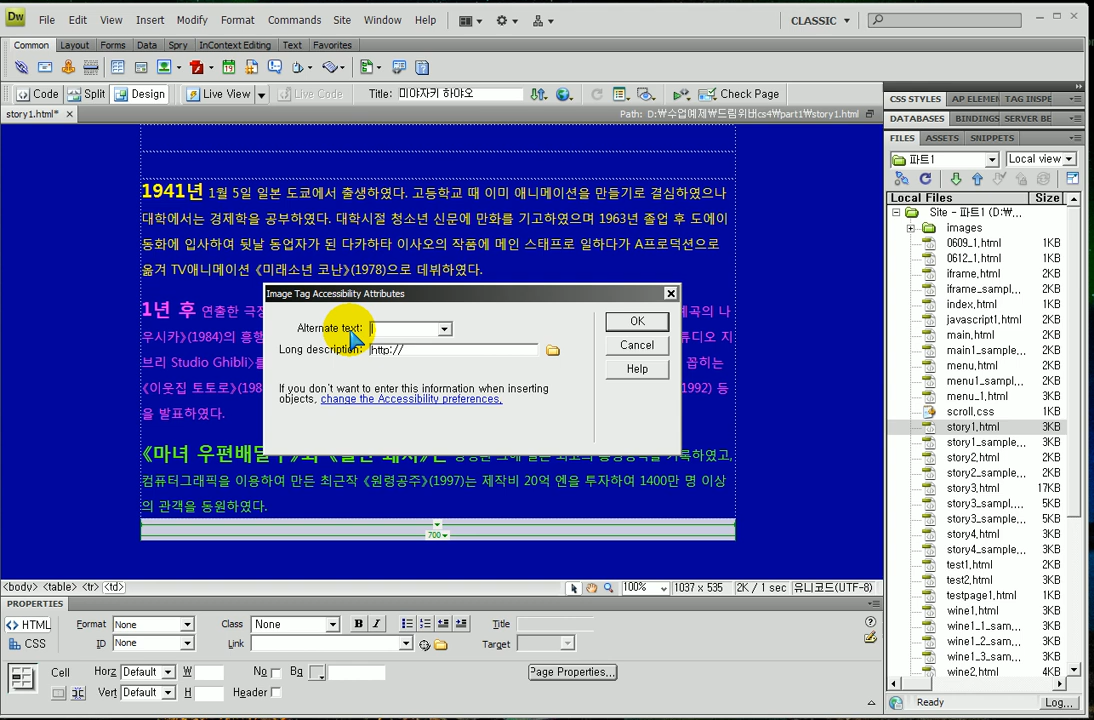 Dw File Edit View Insert Modify Format Commands Site Window Help CLASSIC
Common Layout Forms Data Spry InContext Editing Text Favorites
Code Split Design Live View Live Code Title: 미야자키 하야오 Check Page
story1.html* Path: D:₩수업예제₩드림위버cs4₩part1₩story1.html
1941년 1월 5일 일본 도쿄에서 출생하였다. 고등학교 때 이미 애니메이션을 만들기로 결심하였으나
대학에서는 경제학을 공부하였다. 대학시절 청소년 신문에 만화를 기고하였으며 1963년 졸업 후 도에이
동화에 입사하여 뒷날 동업자가 된 다카하타 이사오의 작품에 메인 스태프로 일하다가 A프로덕션으로
옮겨 TV애니메이션 《미래소년 코난》(1978)으로 데뷔하였다.
1년 후 연출한 극장 계곡의 나
우시카》(1984)의 흥행 튜디오 지
브리 Studio Ghibli》를 꼽히는
《이웃집 토토로》(198 1992) 등
을 발표하였다.
《마녀 우편배달
기록하였고,
컴퓨터그래픽을 이용하여 만든 최근작 《원령공주》(1997)는 제작비 20억 엔을 투자하여 1400만 명 이상
의 관객을 동원하였다.
700
Image Tag Accessibility Attributes
Alternate text:
Long description: http://
If you don't want to enter this information when inserting
objects, change the Accessibility preferences.
OK
Cancel
Help
<body> <table> <tr> <td> 100% 1037 x 535 2K / 1 sec 유니코드(UTF-8)
PROPERTIES
HTML Format None Class None B I Title
CSS ID None Link Target
Cell Horz Default W No Bg Page Properties...
Vert Default H Header
CSS STYLES AP ELEMEN TAG INSPE
DATABASES BINDINGS SERVER BE
FILES ASSETS SNIPPETS
파트1 Local view
Local Files Size
Site - 파트1 (D:₩...
images
0609_1.html 1KB
0612_1.html 1KB
iframe.html 2KB
iframe_sampl... 2KB
index.html 1KB
javascript1.html 1KB
main.html 2KB
main1_sample... 2KB
menu.html 2KB
menu1_sampl... 2KB
menu_1.html 2KB
scroll.css 1KB
story1.html 3KB
story1_sample... 3KB
story2.html 2KB
story2_sample... 2KB
story3.html 17KB
story3_sampl... 5KB
story3_sample... 5KB
story4.html 3KB
story4_sample... 3KB
test1.html 2KB
test2.html 3KB
testpage1.html 1KB
wine1.html 3KB
wine1_1_sam... 3KB
wine1_2_sam... 3KB
wine1_3_sam... 3KB
wine2.html 4KB
Ready Log...